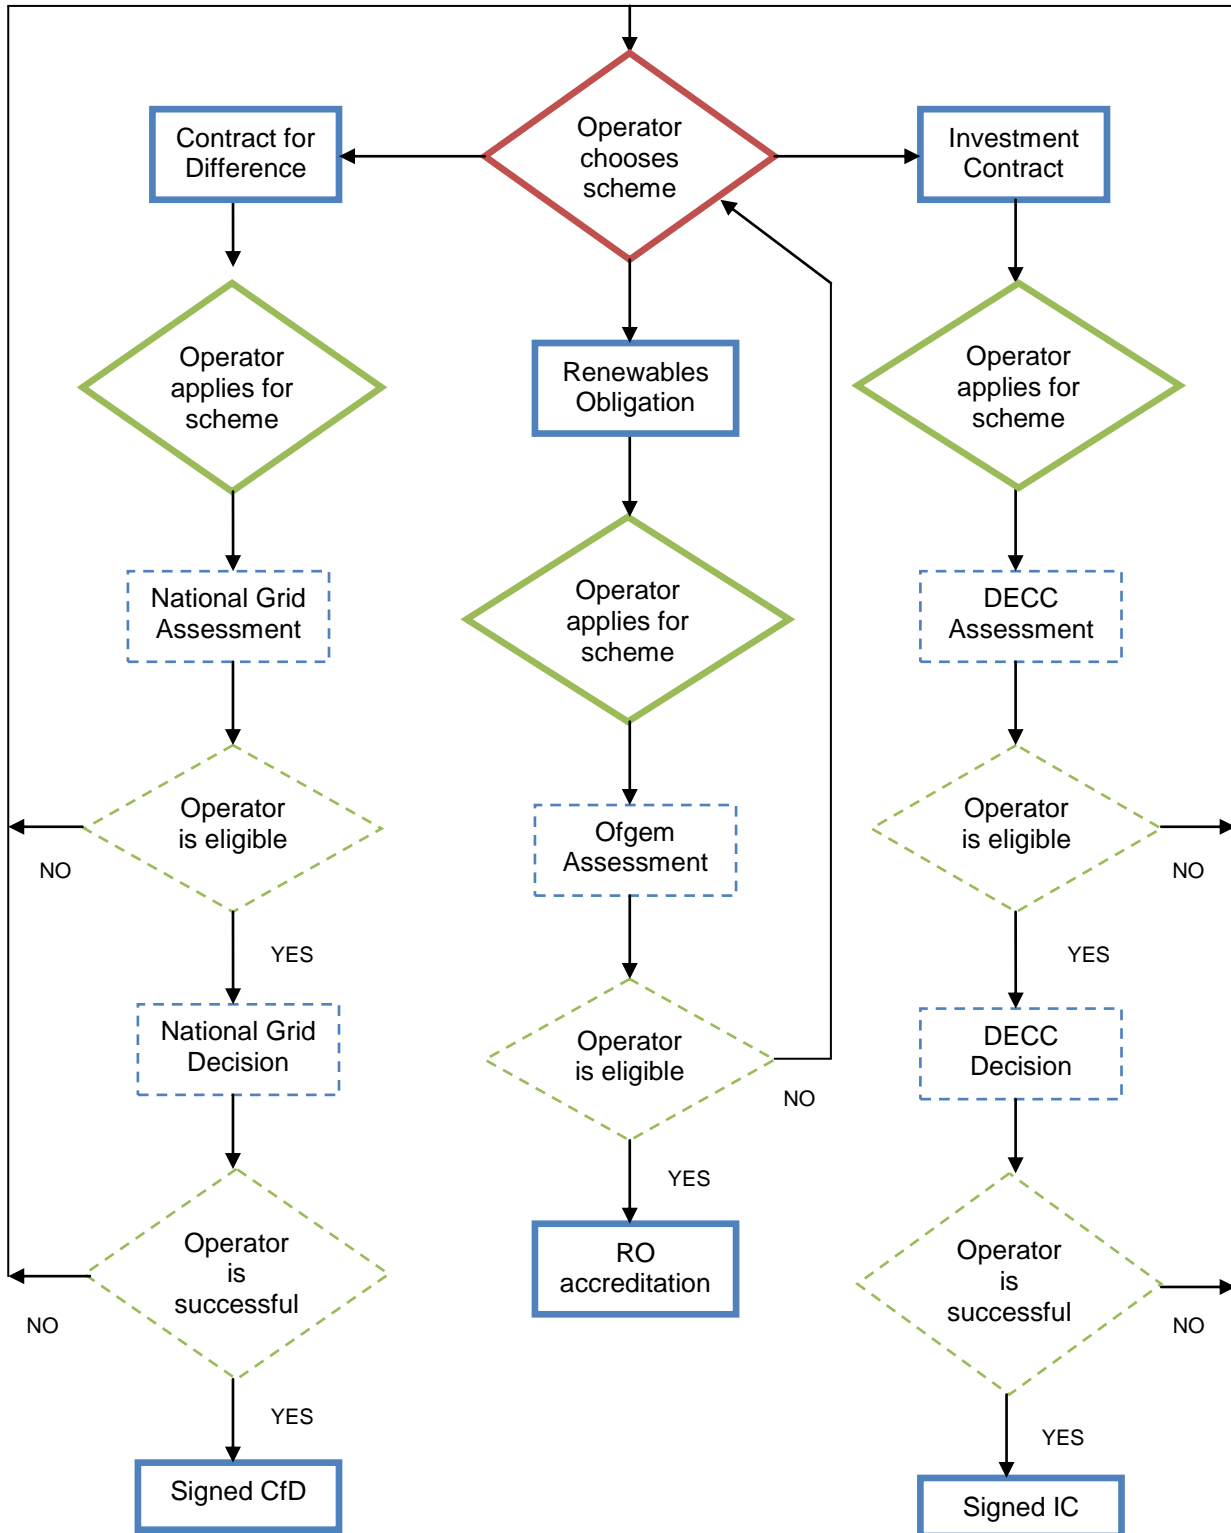 Operator
chooses
scheme
Contract for
Difference
Investment
Contract
Operator
applies for
scheme
Renewables
Obligation
Operator
applies for
scheme
National Grid
Assessment
Operator
applies for
scheme
DECC
Assessment
Operator
is eligible
NO
YES
Ofgem
Assessment
Operator
is eligible
NO
YES
National Grid
Decision
Operator
is eligible
NO
YES
DECC
Decision
Operator
is
successful
NO
YES
RO
accreditation
Operator
is
successful
NO
YES
Signed CfD
Signed IC